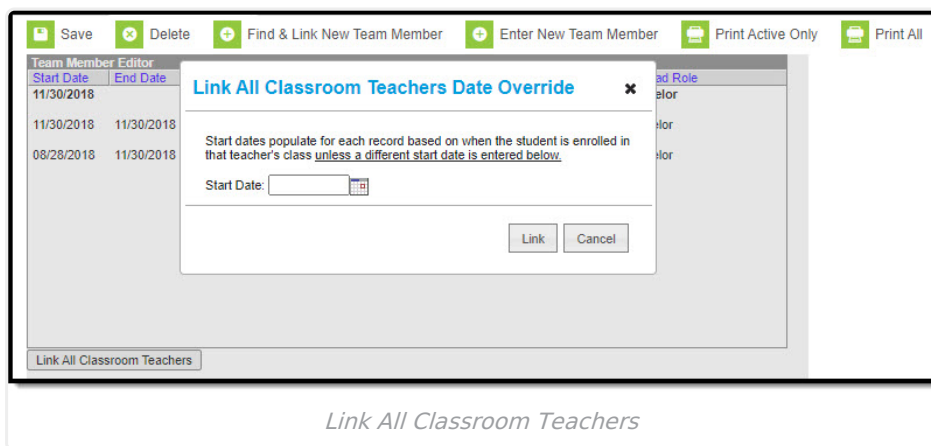 Save Delete Find & Link New Team Member Enter New Team Member Print Active Only Print All
Team Member Editor
Start Date End Date Role
11/30/2018
11/30/2018 11/30/2018
08/28/2018 11/30/2018
Link All Classroom Teachers Date Override
Start dates populate for each record based on when the student is enrolled in
that teacher's class unless a different start date is entered below.
Start Date:
Link Cancel
Link All Classroom Teachers
Link All Classroom Teachers